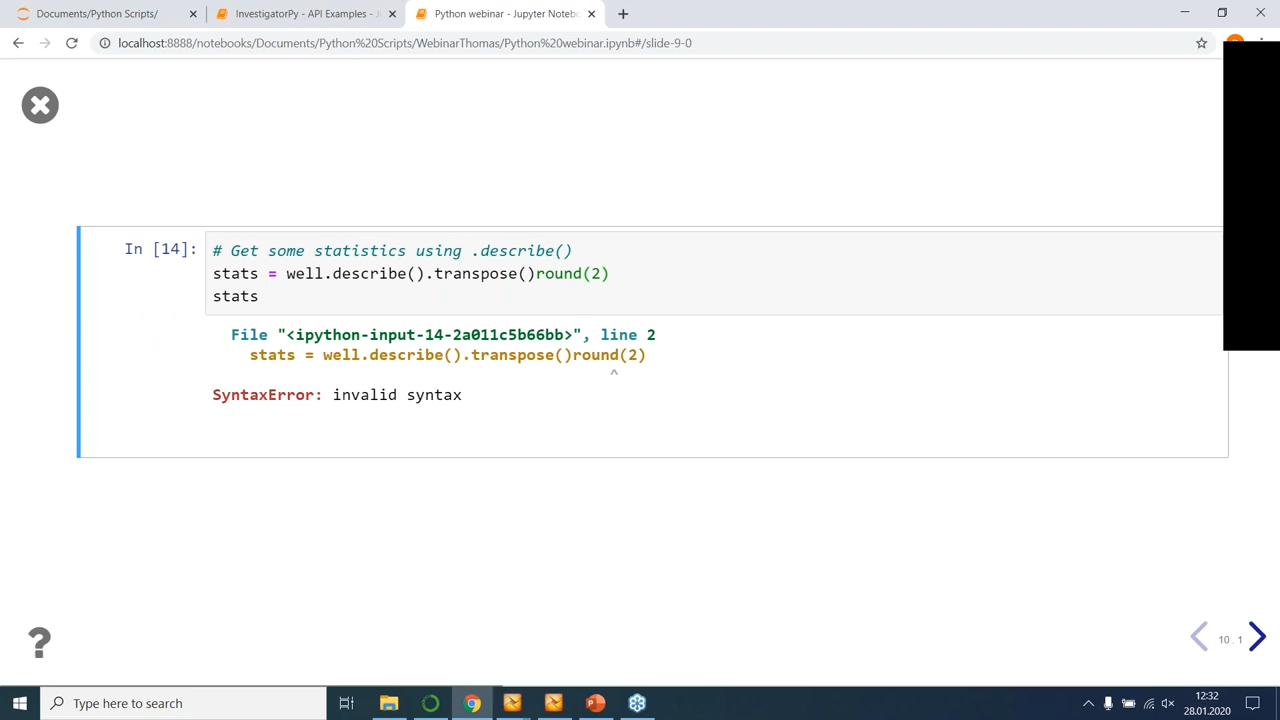 Documents/Python Scripts/
InvestigatorPy - API Examples - J
Python webinar - Jupyter Notebo
localhost:8888/notebooks/Documents/Python%20Scripts/WebinarThomas/Python%20webinar.ipynb#/slide-9-0
In [14]:
# Get some statistics using .describe()
stats = well.describe().transpose()round(2)
stats
File "<ipython-input-14-2a011c5b66bb>", line 2
stats = well.describe().transpose()round(2)
^
SyntaxError: invalid syntax
?
10 . 1
Type here to search
12:32
28.01.2020